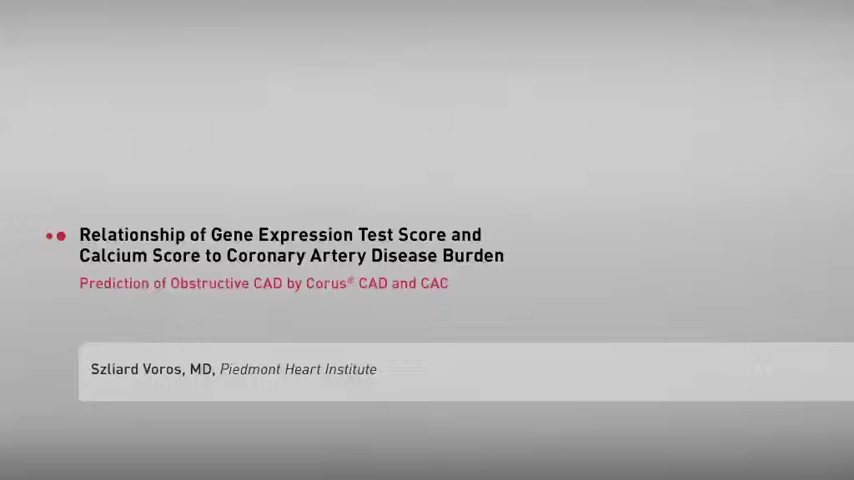 Relationship of Gene Expression Test Score and
Calcium Score to Coronary Artery Disease Burden
Prediction of Obstructive CAD by Corus® CAD and CAC
Szliard Voros, MD, Piedmont Heart Institute